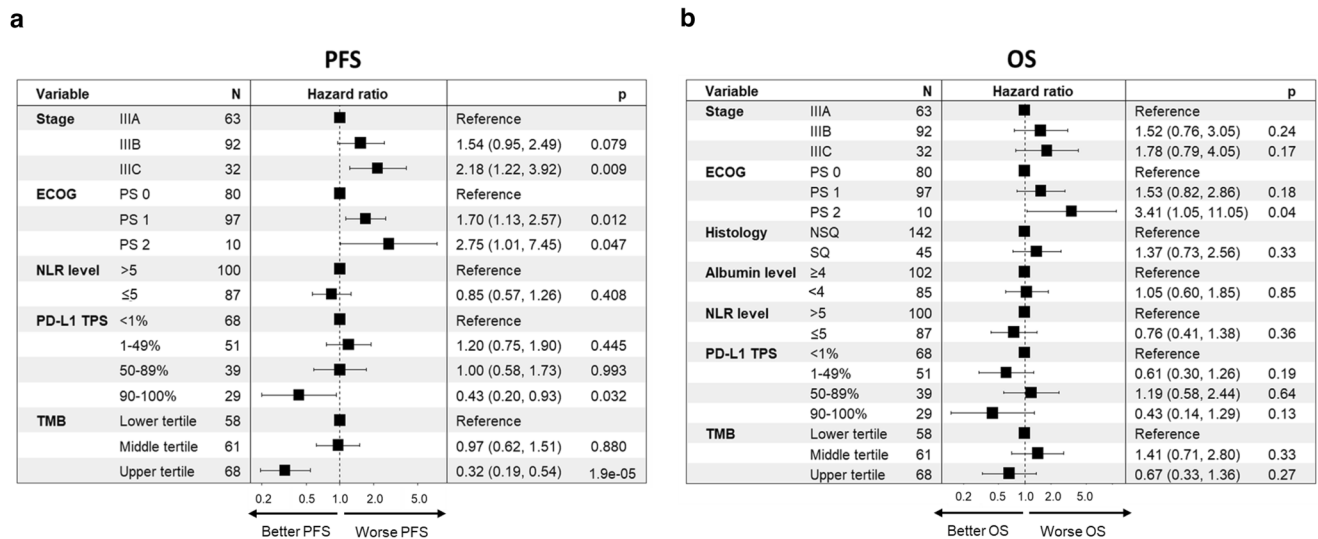 a
PFS
Variable N Hazard ratio p
Stage IIIA 63 Reference
IIIB 92 1.54 (0.95, 2.49) 0.079
IIIC 32 2.18 (1.22, 3.92) 0.009
ECOG PS 0 80 Reference
PS 1 97 1.70 (1.13, 2.57) 0.012
PS 2 10 2.75 (1.01, 7.45) 0.047
NLR level >5 100 Reference
≤5 87 0.85 (0.57, 1.26) 0.408
PD-L1 TPS <1% 68 Reference
1-49% 51 1.20 (0.75, 1.90) 0.445
50-89% 39 1.00 (0.58, 1.73) 0.993
90-100% 29 0.43 (0.20, 0.93) 0.032
TMB Lower tertile 58 Reference
Middle tertile 61 0.97 (0.62, 1.51) 0.880
Upper tertile 68 0.32 (0.19, 0.54) 1.9e-05
0.2 0.5 1.0 2.0 5.0
Better PFS Worse PFS
b
OS
Variable N Hazard ratio p
Stage IIIA 63 Reference
IIIB 92 1.52 (0.76, 3.05) 0.24
IIIC 32 1.78 (0.79, 4.05) 0.17
ECOG PS 0 80 Reference
PS 1 97 1.53 (0.82, 2.86) 0.18
PS 2 10 3.41 (1.05, 11.05) 0.04
Histology NSQ 142 Reference
SQ 45 1.37 (0.73, 2.56) 0.33
Albumin level ≥4 102 Reference
<4 85 1.05 (0.60, 1.85) 0.85
NLR level >5 100 Reference
≤5 87 0.76 (0.41, 1.38) 0.36
PD-L1 TPS <1% 68 Reference
1-49% 51 0.61 (0.30, 1.26) 0.19
50-89% 39 1.19 (0.58, 2.44) 0.64
90-100% 29 0.43 (0.14, 1.29) 0.13
TMB Lower tertile 58 Reference
Middle tertile 61 1.41 (0.71, 2.80) 0.33
Upper tertile 68 0.67 (0.33, 1.36) 0.27
0.2 0.5 1.0 2.0 5.0
Better OS Worse OS